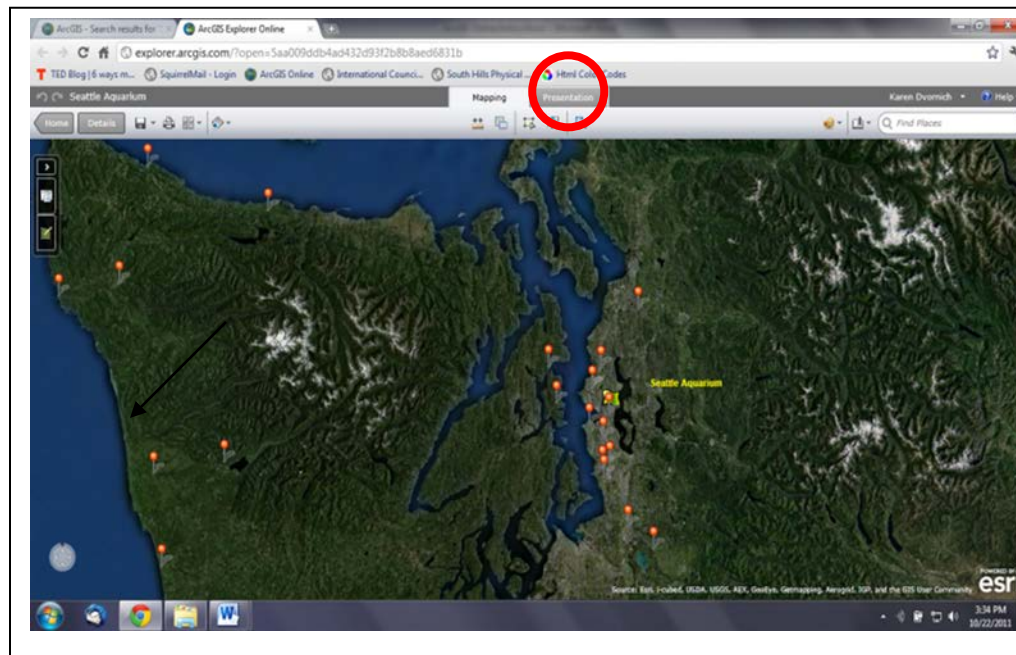 ArcGIS - Search results for
ArcGIS Explorer Online
explorer.arcgis.com/?open=5aa009ddb4ad432d93f2b8b8aed6831b
TED Blog | 6 ways m... SquirrelMail - Login ArcGIS Online International Counci... South Hills Physical ... Html Color Codes
Seattle Aquarium Mapping Presentation Karen Dvornich Help
Home Details Find Places
Seattle Aquarium
POWERED BY
esri
Source: Esri, i-cubed, USDA, USGS, AEX, GeoEye, Getmapping, Aerogrid, IGP, and the GIS User Community
W
3:34 PM
10/22/2011